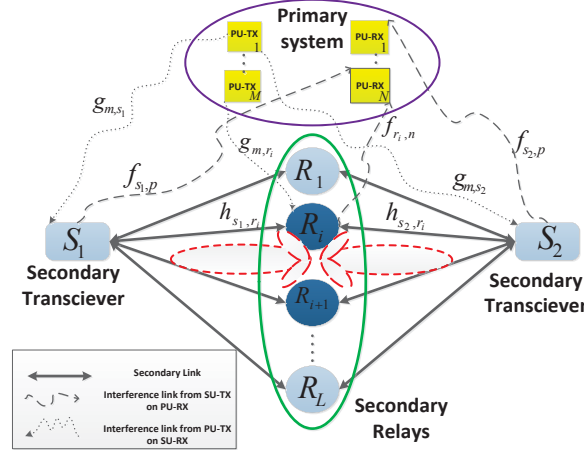 Primary
system
PU-TX
1
PU-RX
1
PU-TX
M
PU-RX
N
g_{m,s_1}
f_{s_1,p}
g_{m,r_i}
f_{r_i,n}
g_{m,s_2}
f_{s_2,p}
R_1
h_{s_1,r_i}
R_i
h_{s_2,r_i}
S_1
S_2
Secondary
Transciever
Secondary
Transciever
R_{i+1}
R_L
Secondary
Relays
Secondary Link
Interference link from SU-TX
on PU-RX
Interference link from PU-TX
on SU-RX